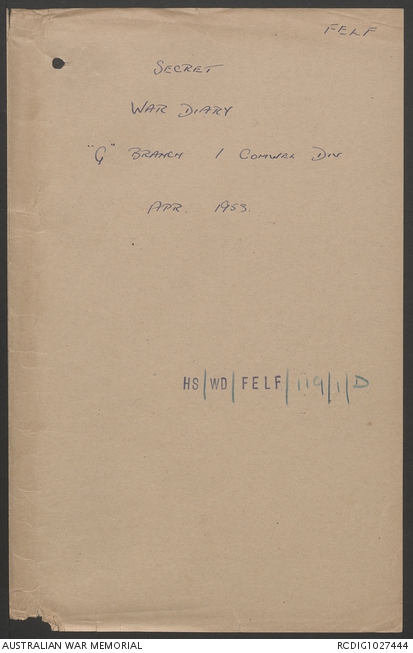 FELF
SECRET
WAR DIARY
"G" BRANCH 1 COMWEL DIV
APR. 1953.
HS/WD/FELF/119/1/D
AUSTRALIAN WAR MEMORIAL
RCDIG1027444